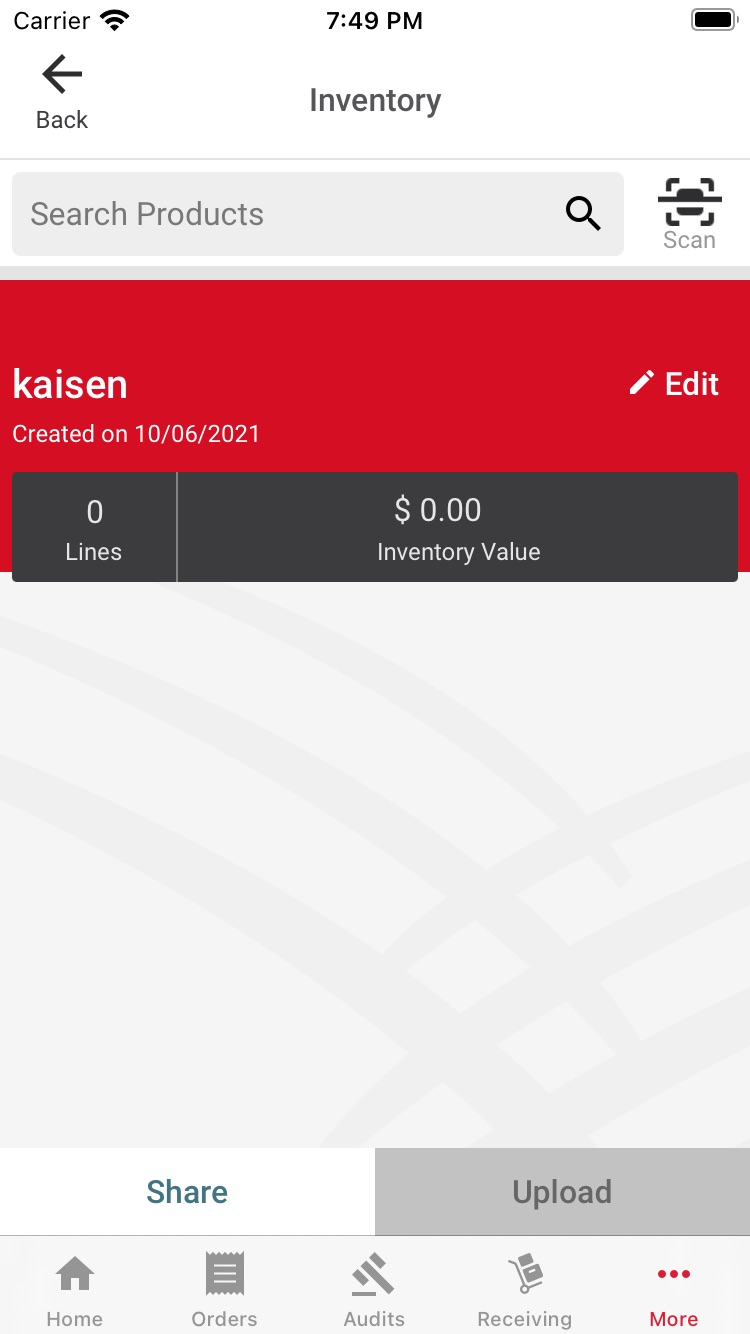 Carrier 7:49 PM
Back
Inventory
Search Products
Scan
kaisen
Edit
Created on 10/06/2021
0
Lines
$ 0.00
Inventory Value
Share
Upload
Home
Orders
Audits
Receiving
More